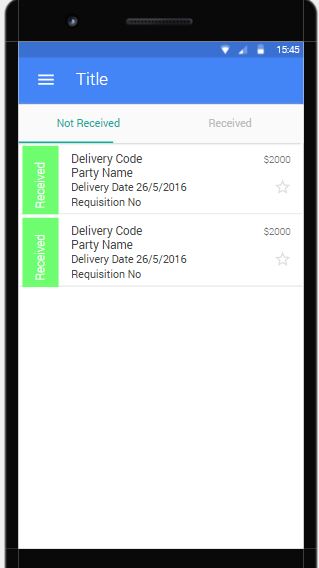 15:45
Title
Not Received
Received
Received
Delivery Code
$2000
Party Name
Delivery Date 26/5/2016
Requisition No
Received
Delivery Code
$2000
Party Name
Delivery Date 26/5/2016
Requisition No